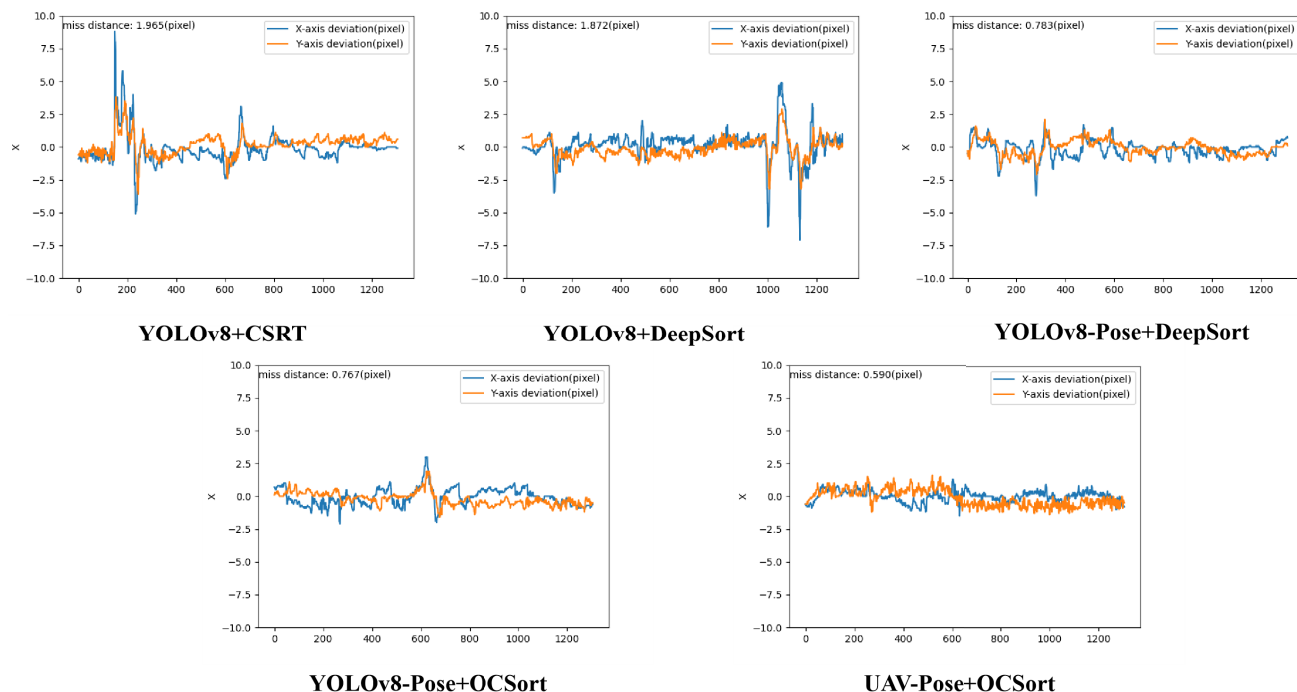 miss distance: 1.965(pixel)
X-axis deviation(pixel)
Y-axis deviation(pixel)
10.0
7.5
5.0
2.5
0.0
−2.5
−5.0
−7.5
−10.0
X
0 200 400 600 800 1000 1200
YOLOv8+CSRT
miss distance: 1.872(pixel)
X-axis deviation(pixel)
Y-axis deviation(pixel)
10.0
7.5
5.0
2.5
0.0
−2.5
−5.0
−7.5
−10.0
X
0 200 400 600 800 1000 1200
YOLOv8+DeepSort
miss distance: 0.783(pixel)
X-axis deviation(pixel)
Y-axis deviation(pixel)
10.0
7.5
5.0
2.5
0.0
−2.5
−5.0
−7.5
−10.0
X
0 200 400 600 800 1000 1200
YOLOv8-Pose+DeepSort
miss distance: 0.767(pixel)
X-axis deviation(pixel)
Y-axis deviation(pixel)
10.0
7.5
5.0
2.5
0.0
−2.5
−5.0
−7.5
−10.0
X
0 200 400 600 800 1000 1200
YOLOv8-Pose+OCSort
miss distance: 0.590(pixel)
X-axis deviation(pixel)
Y-axis deviation(pixel)
10.0
7.5
5.0
2.5
0.0
−2.5
−5.0
−7.5
−10.0
X
0 200 400 600 800 1000 1200
UAV-Pose+OCSort